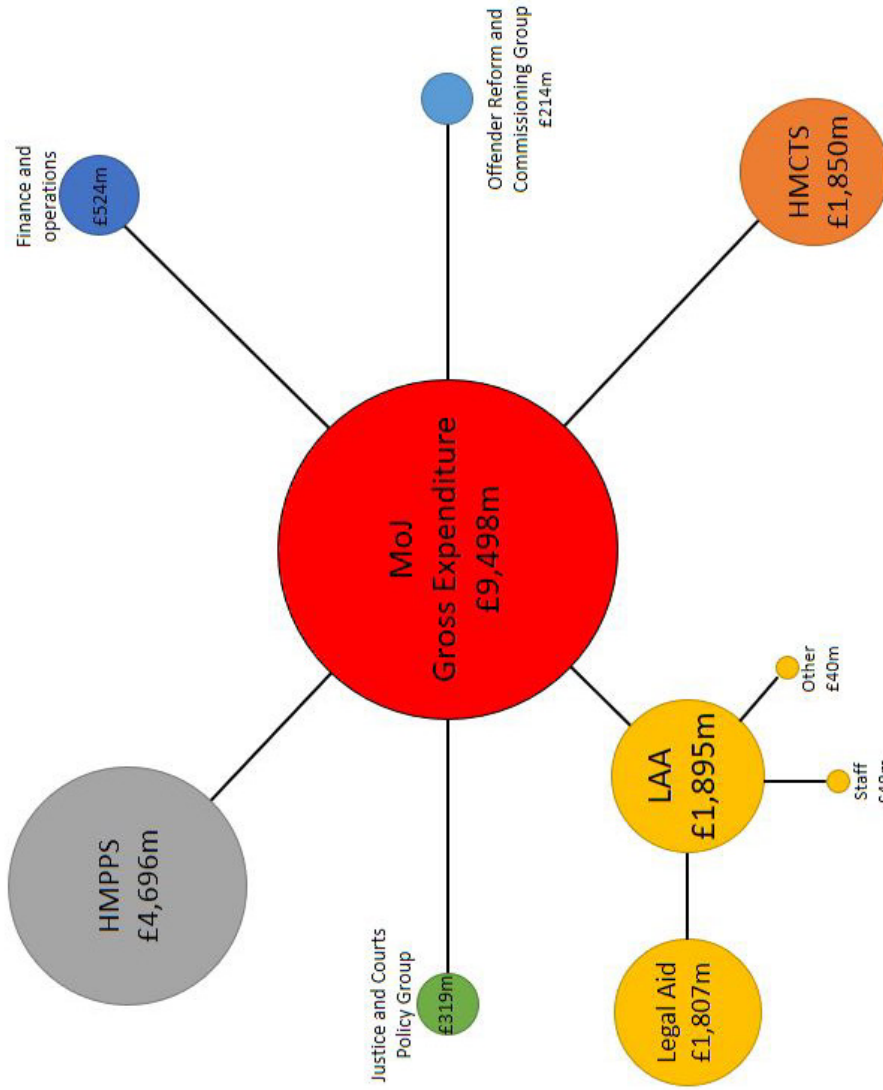 HMPPS
£4,696m
Finance and
operations
£524m
Justice and Courts
Policy Group
£319m
MoJ
Gross Expenditure
£9,498m
Offender Reform and
Commissioning Group
£214m
Legal Aid
£1,807m
LAA
£1,895m
Staff
Other
£40m
HMCTS
£1,850m